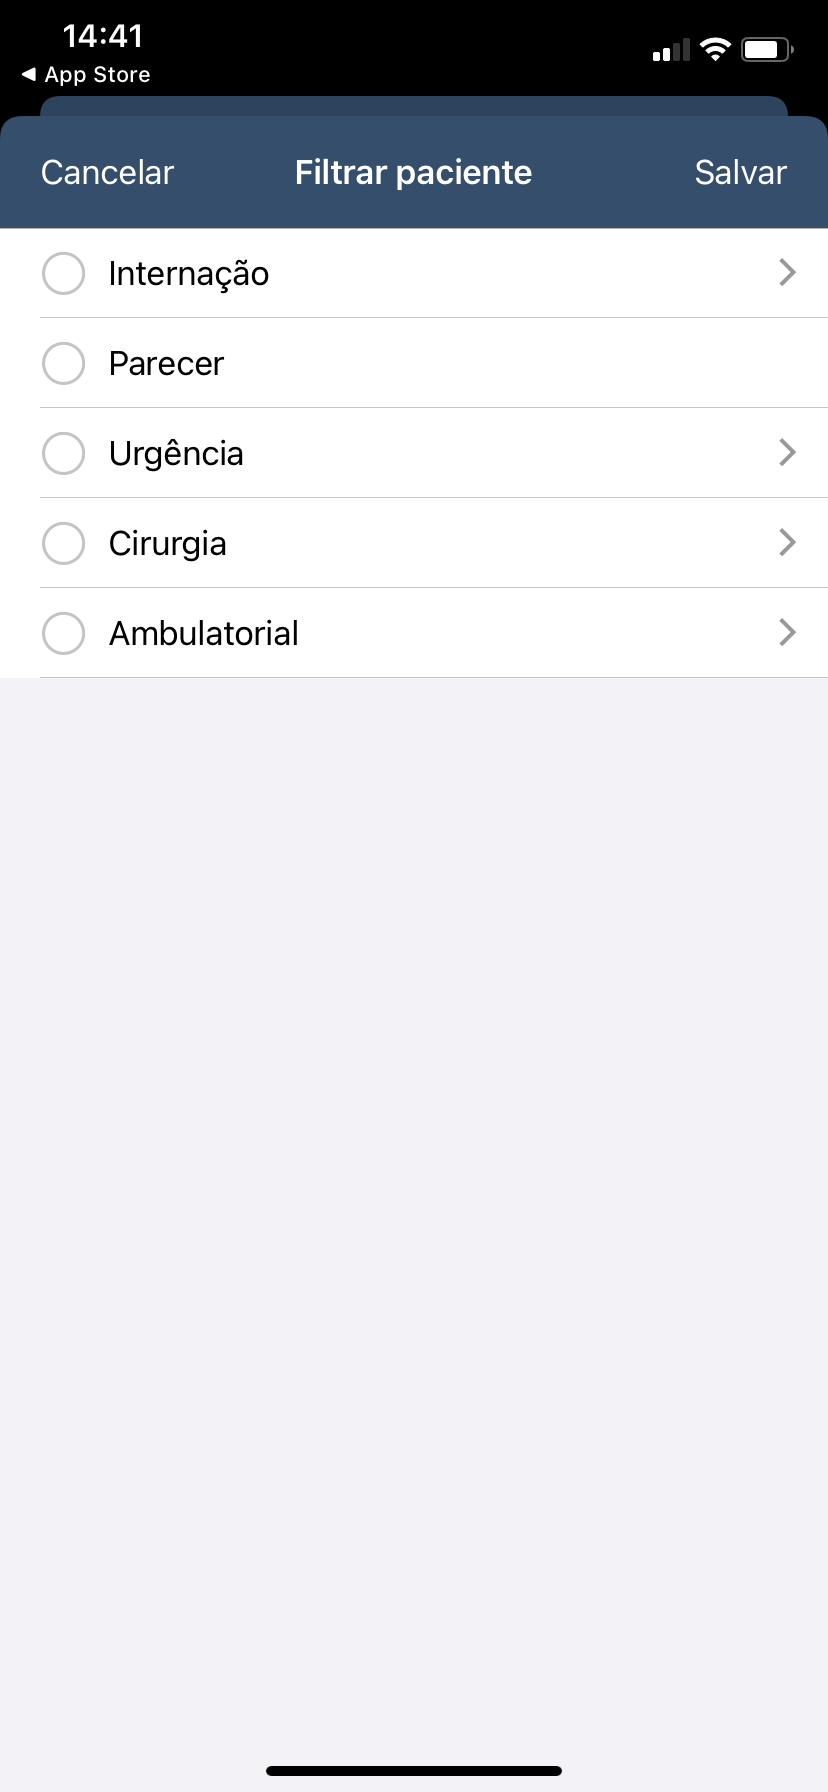 14:41
◀ App Store
Cancelar Filtrar paciente Salvar
Internação
Parecer
Urgência
Cirurgia
Ambulatorial